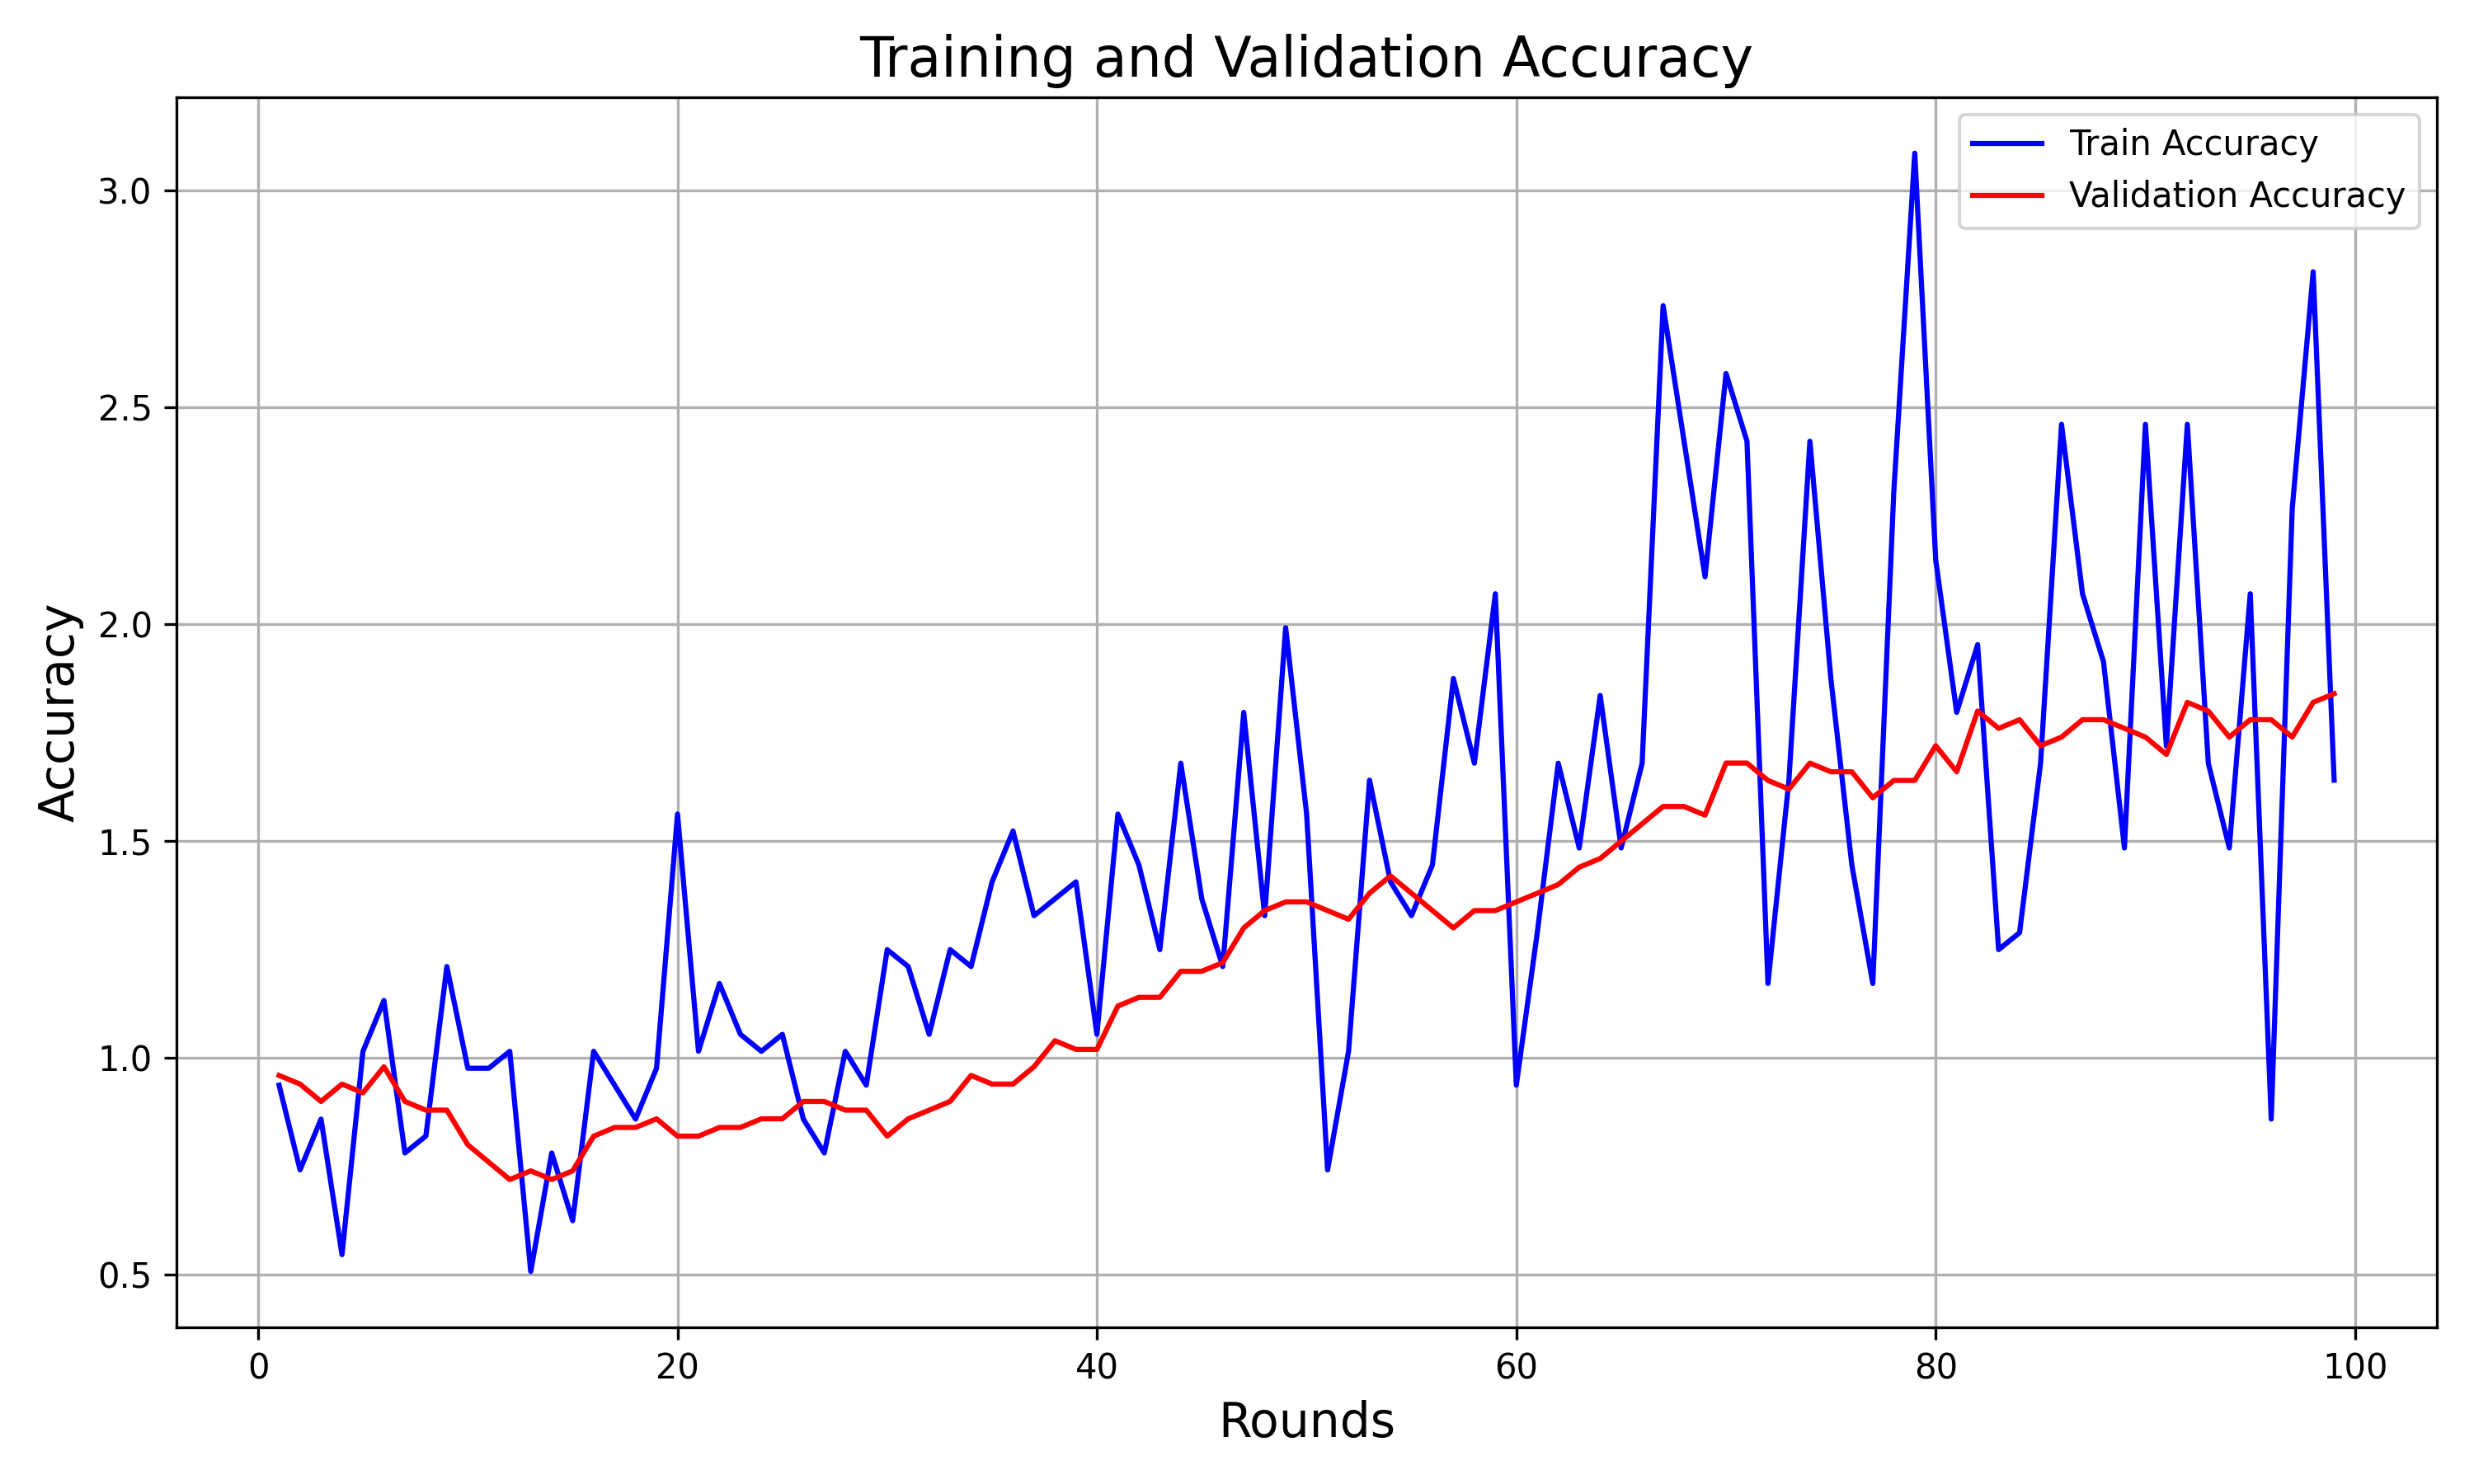 Training and Validation Accuracy
Train Accuracy
Validation Accuracy
Accuracy
3.0
2.5
2.0
1.5
1.0
0.5
0 20 40 60 80 100
Rounds